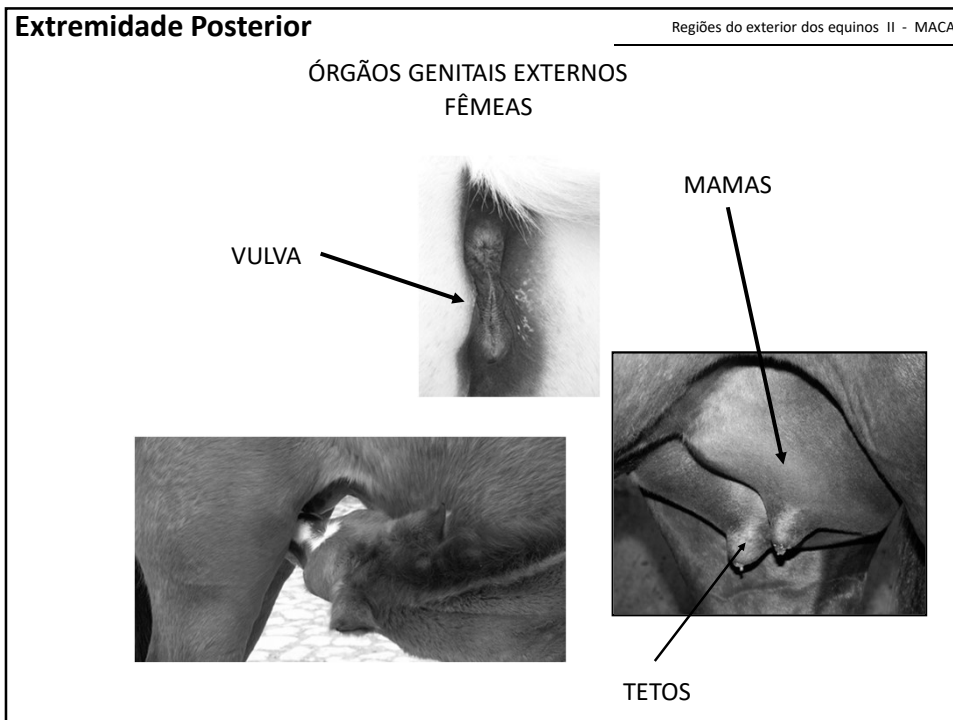 Extremidade Posterior
Regiões do exterior dos equinos II - MACA
ÓRGÃOS GENITAIS EXTERNOS
FÊMEAS
MAMAS
VULVA
TETOS